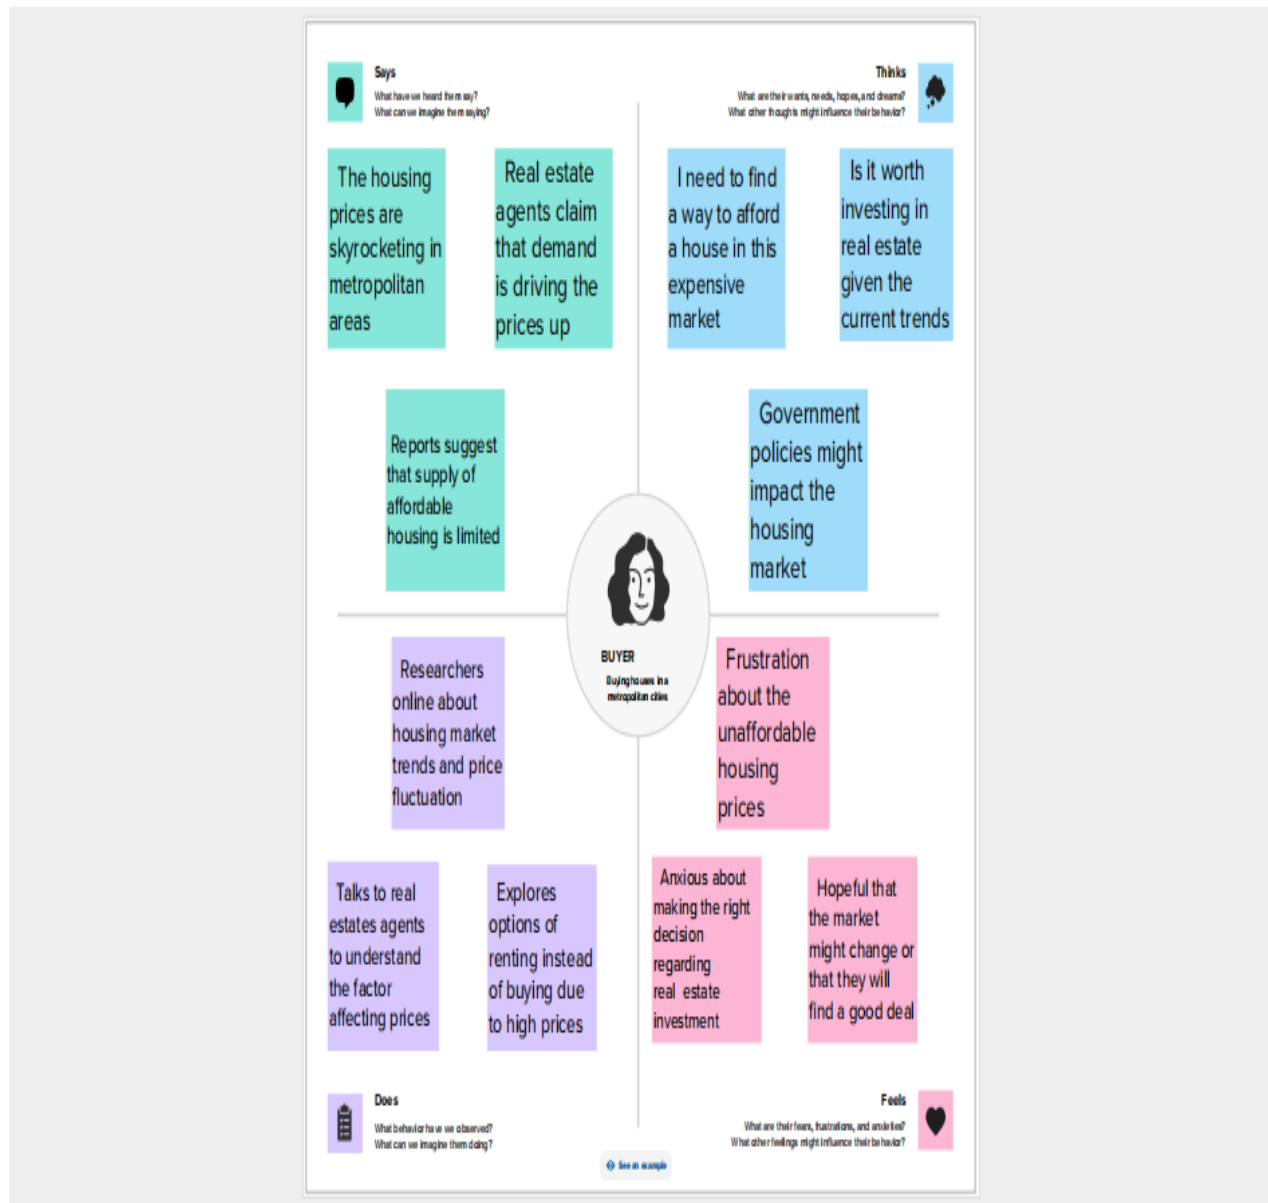 Says
What have we heard them say?
What can we imagine them saying?
Thinks
What are their wants, needs, hopes, and dreams?
What other thoughts might influence their behavior?
The housing
prices are
skyrocketing in
metropolitan
areas
Real estate
agents claim
that demand
is driving the
prices up
I need to find
a way to afford
a house in this
expensive
market
Is it worth
investing in
real estate
given the
current trends
Reports suggest
that supply of
affordable
housing is limited
Government
policies might
impact the
housing
market
BUYER
Buying houses in a
metropolitan cities
Researchers
online about
housing market
trends and price
fluctuation
Frustration
about the
unaffordable
housing
prices
Talks to real
estates agents
to understand
the factor
affecting prices
Explores
options of
renting instead
of buying due
to high prices
Anxious about
making the right
decision
regarding
real estate
investment
Hopeful that
the market
might change or
that they will
find a good deal
Does
What behavior have we observed?
What can we imagine them doing?
Feels
What are their fears, frustrations, and anxieties?
What other feelings might influence their behavior?
See an example